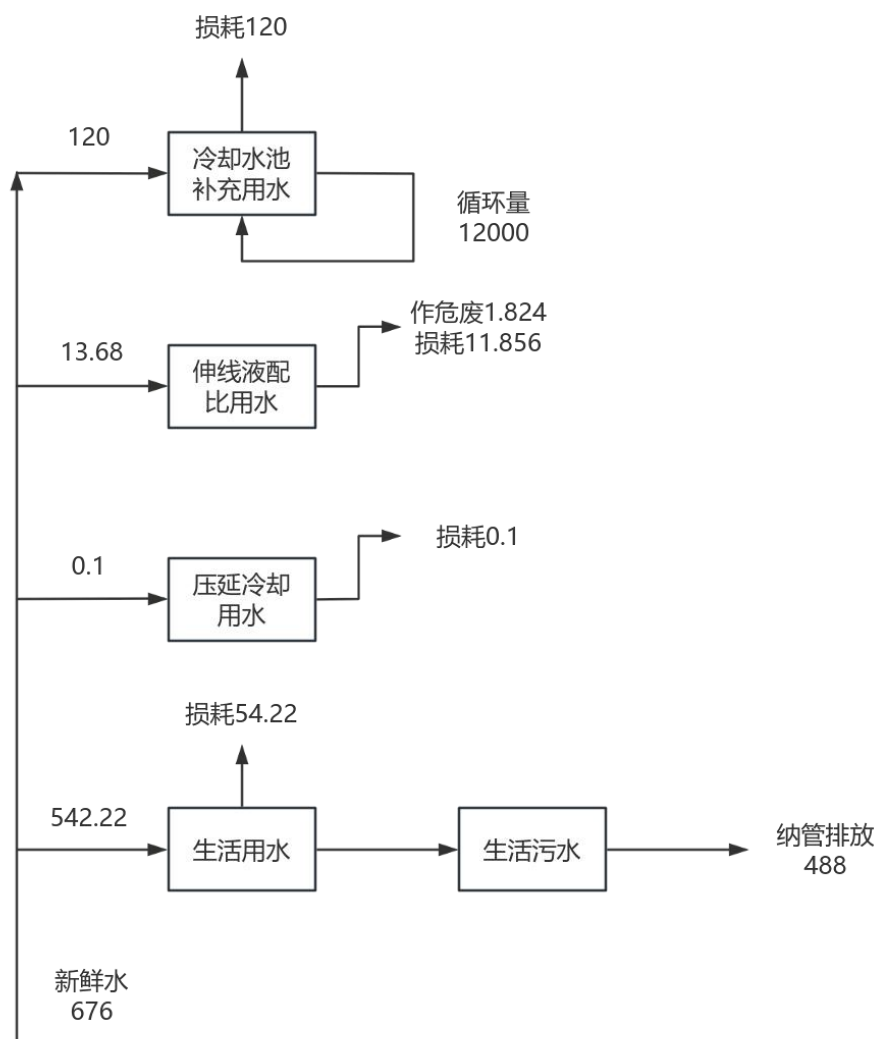 损耗120
120
冷却水池
补充用水
循环量
12000
作危废1.824
损耗11.856
13.68
伸线液配
比用水
损耗0.1
0.1
压延冷却
用水
损耗54.22
542.22
生活用水
生活污水
纳管排放
488
新鲜水
676